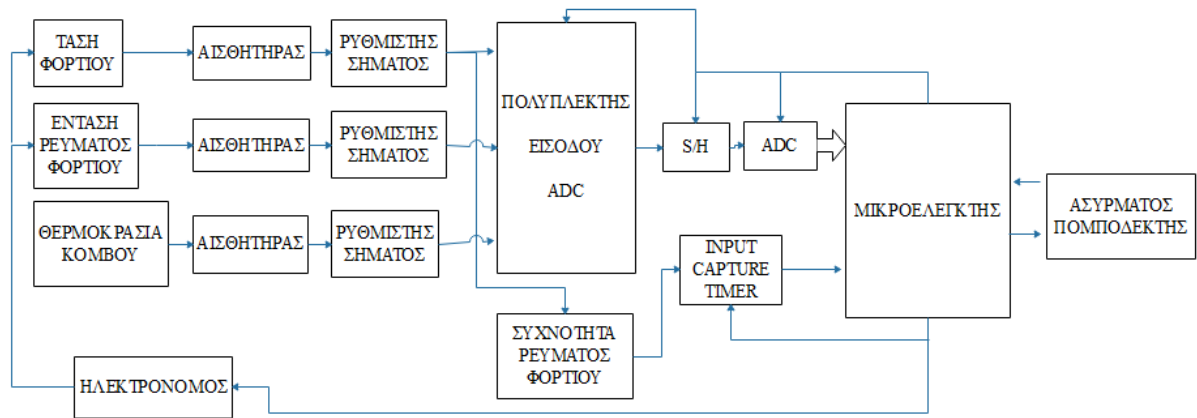 ΤΑΣΗ
ΦΟΡΤΙΟΥ
ΑΙΣΘΗΤΗΡΑΣ
ΡΥΘΜΙΣΤΗΣ
ΣΗΜΑΤΟΣ
ΕΝΤΑΣΗ
ΡΕΥΜΑΤΟΣ
ΦΟΡΤΙΟΥ
ΑΙΣΘΗΤΗΡΑΣ
ΡΥΘΜΙΣΤΗΣ
ΣΗΜΑΤΟΣ
ΘΕΡΜΟΚΡΑΣΙΑ
ΚΟΜΒΟΥ
ΑΙΣΘΗΤΗΡΑΣ
ΡΥΘΜΙΣΤΗΣ
ΣΗΜΑΤΟΣ
ΠΟΛΥΠΛΕΚΤΗΣ
ΕΙΣΟΔΟΥ
ADC
S/H
ADC
ΜΙΚΡΟΕΛΕΓΚΤΗΣ
ΑΣΥΡΜΑΤΟΣ
ΠΟΜΠΟΔΕΚΤΗΣ
INPUT
CAPTURE
TIMER
ΣΥΧΝΟΤΗΤΑ
ΡΕΥΜΑΤΟΣ
ΦΟΡΤΙΟΥ
ΗΛΕΚΤΡΟΝΟΜΟΣ